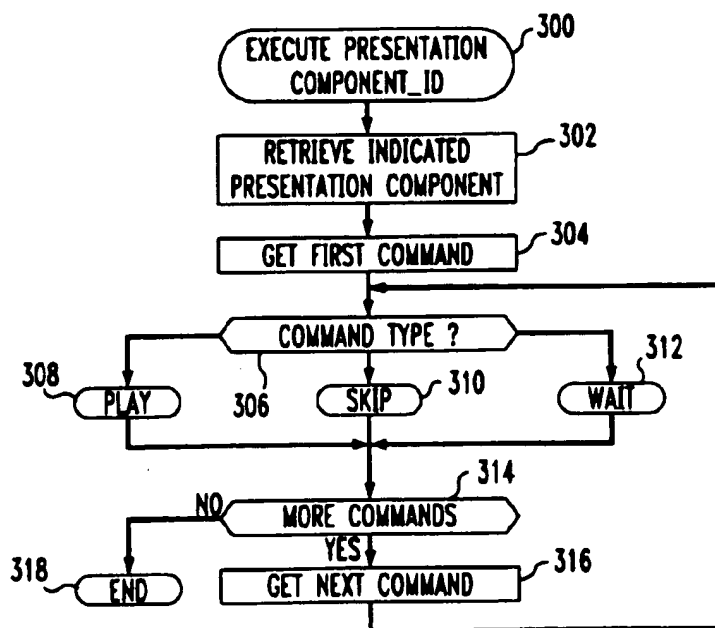 300
EXECUTE PRESENTATION
COMPONENT_ID
302
RETRIEVE INDICATED
PRESENTATION COMPONENT
304
GET FIRST COMMAND
COMMAND TYPE ?
306
308
PLAY
310
SKIP
312
WAIT
314
MORE COMMANDS
NO
YES
316
GET NEXT COMMAND
318
END